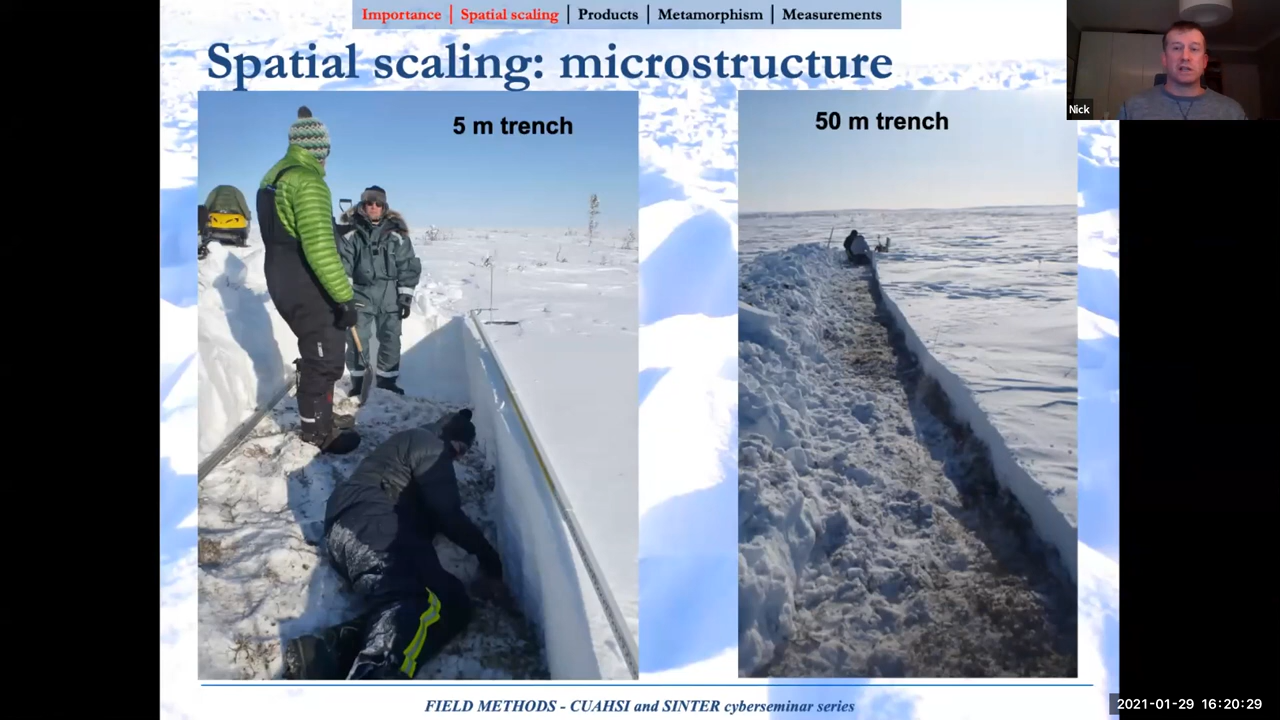 Importance | Spatial scaling | Products | Metamorphism | Measurements
Spatial scaling: microstructure
5 m trench
50 m trench
Nick
FIELD METHODS - CUAHSI and SINTER cyberseminar series
2021-01-29 16:20:29